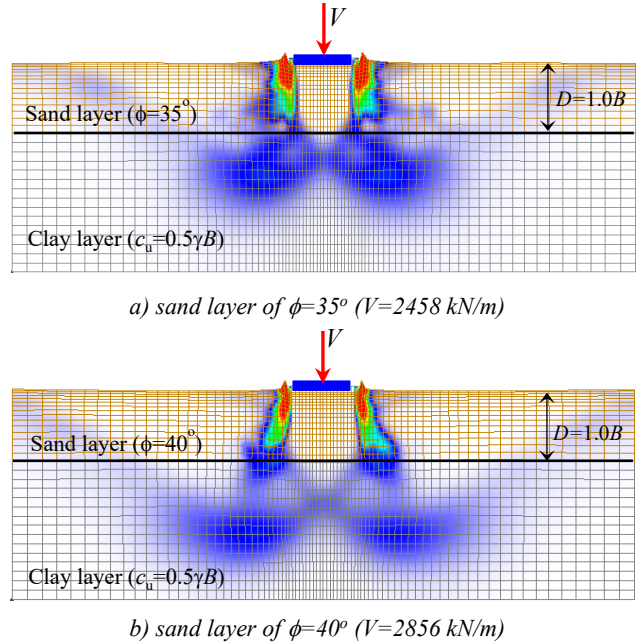 V
D=1.0B
Sand layer (ϕ=35°)
Clay layer (cu=0.5γB)
a) sand layer of ϕ=35° (V=2458 kN/m)
V
D=1.0B
Sand layer (ϕ=40°)
Clay layer (cu=0.5γB)
b) sand layer of ϕ=40° (V=2856 kN/m)